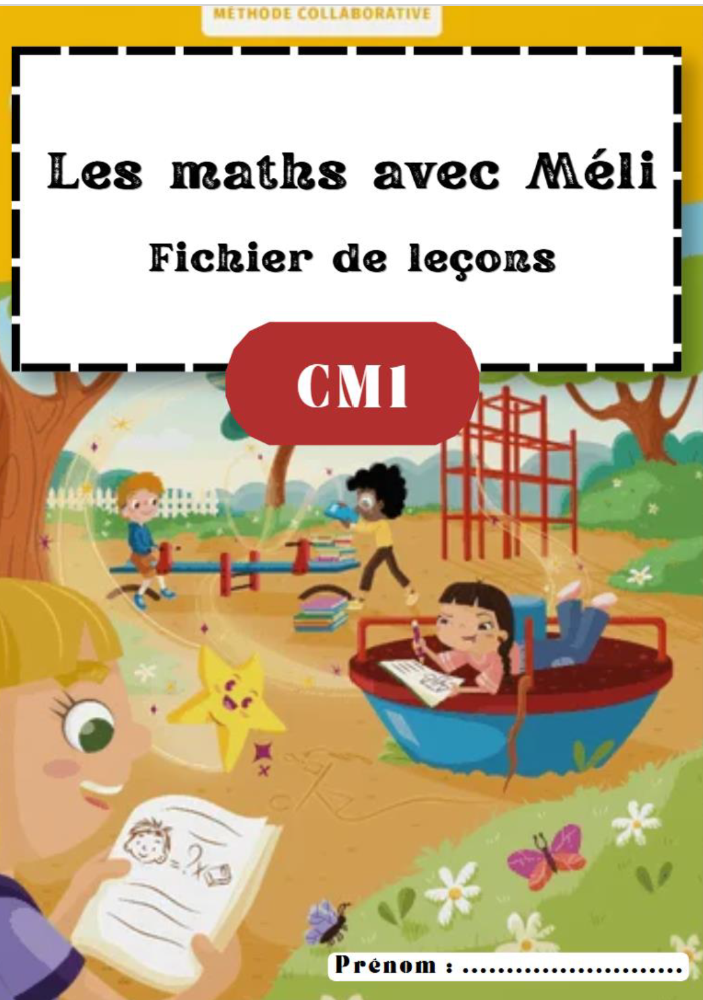 MÉTHODE COLLABORATIVE
Les maths avec Méli
Fichier de leçons
CM1
Prénom : .........................